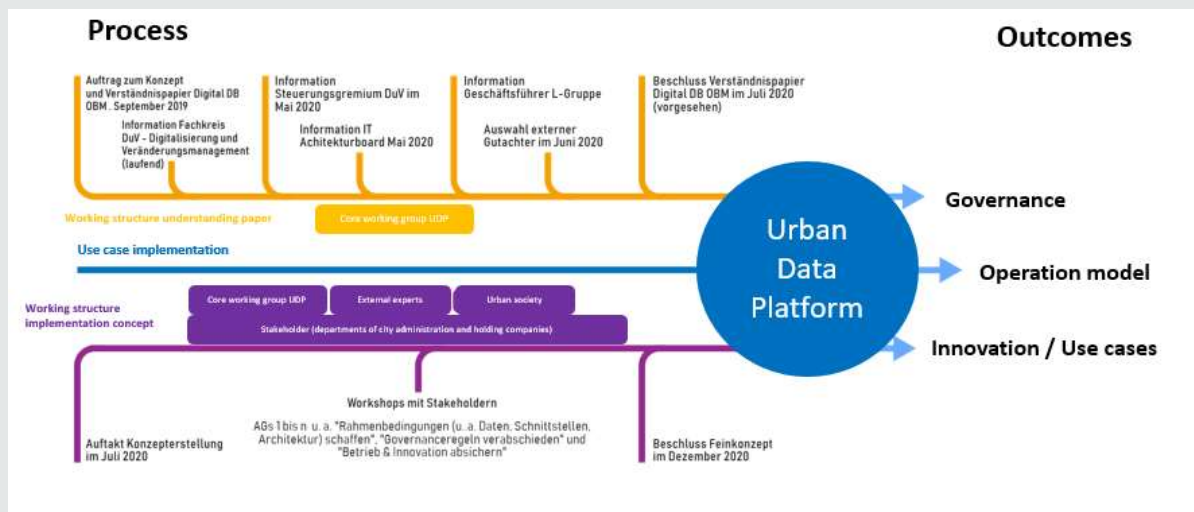 Process
Outcomes
Auftrag zum Konzept
und Verständnispapier Digital DB
OBM . September 2019
Information Fachkreis
DuV - Digitalisierung und
Veränderungsmanagement
(laufend)
Information
Steuerungsgremium DuV im
Mai 2020
Information IT
Achitekturboard Mai 2020
Information
Geschäftsführer L-Gruppe
Auswahl externer
Gutachter im Juni 2020
Beschluss Verständnispapier
Digital DB OBM im Juli 2020
(vorgesehen)
Working structure understanding paper
Core working group UDP
Use case implementation
Working structure
implementation concept
Core working group UDP
External experts
Urban society
Stakeholder (departments of city administration and holding companies)
Urban
Data
Platform
Governance
Operation model
Innovation / Use cases
Auftakt Konzepterstellung
im Juli 2020
Workshops mit Stakeholdern
AGs 1 bis n u. a. "Rahmenbedingungen (u. a. Daten, Schnittstellen,
Architektur) schaffen", "Governanceregeln verabschieden" und
"Betrieb & Innovation absichern"
Beschluss Feinkonzept
im Dezember 2020